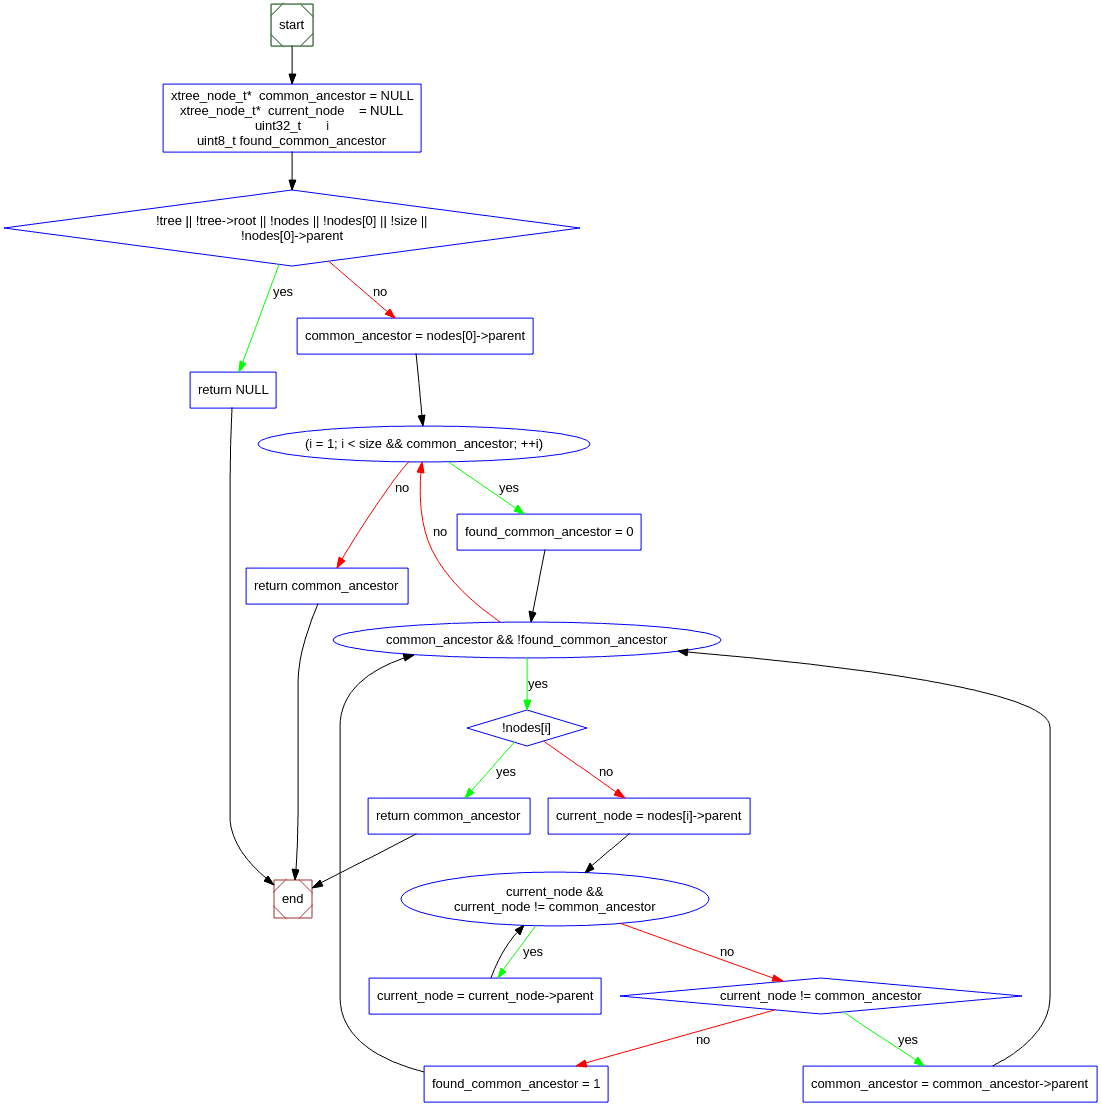 start
xtree_node_t*  common_ancestor = NULL
xtree_node_t*  current_node    = NULL
uint32_t       i
uint8_t found_common_ancestor
!tree || !tree->root || !nodes || !nodes[0] || !size ||
!nodes[0]->parent
yes
no
common_ancestor = nodes[0]->parent
return NULL
(i = 1; i < size && common_ancestor; ++i)
no
yes
found_common_ancestor = 0
no
return common_ancestor
common_ancestor && !found_common_ancestor
yes
!nodes[i]
yes
no
return common_ancestor
current_node = nodes[i]->parent
end
current_node &&
current_node != common_ancestor
yes
no
current_node = current_node->parent
current_node != common_ancestor
no
yes
found_common_ancestor = 1
common_ancestor = common_ancestor->parent